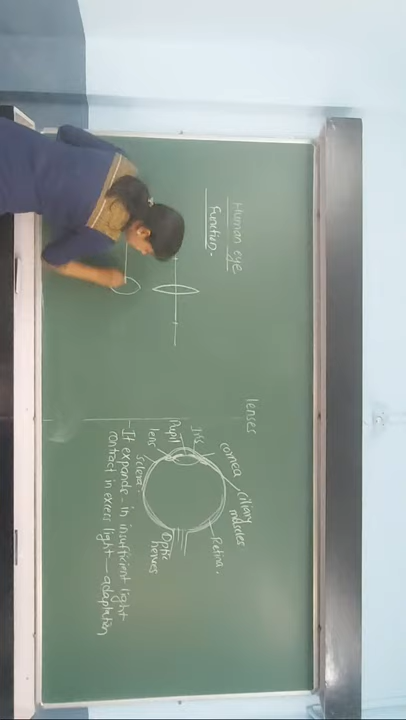 lenses
Human eye
Function.
cornea
ciliary
muscles
Iris
Pupil
lens
sclera
Retina.
Optic
nerves
- It expands - in insufficient light
contract in excess light - adaptation